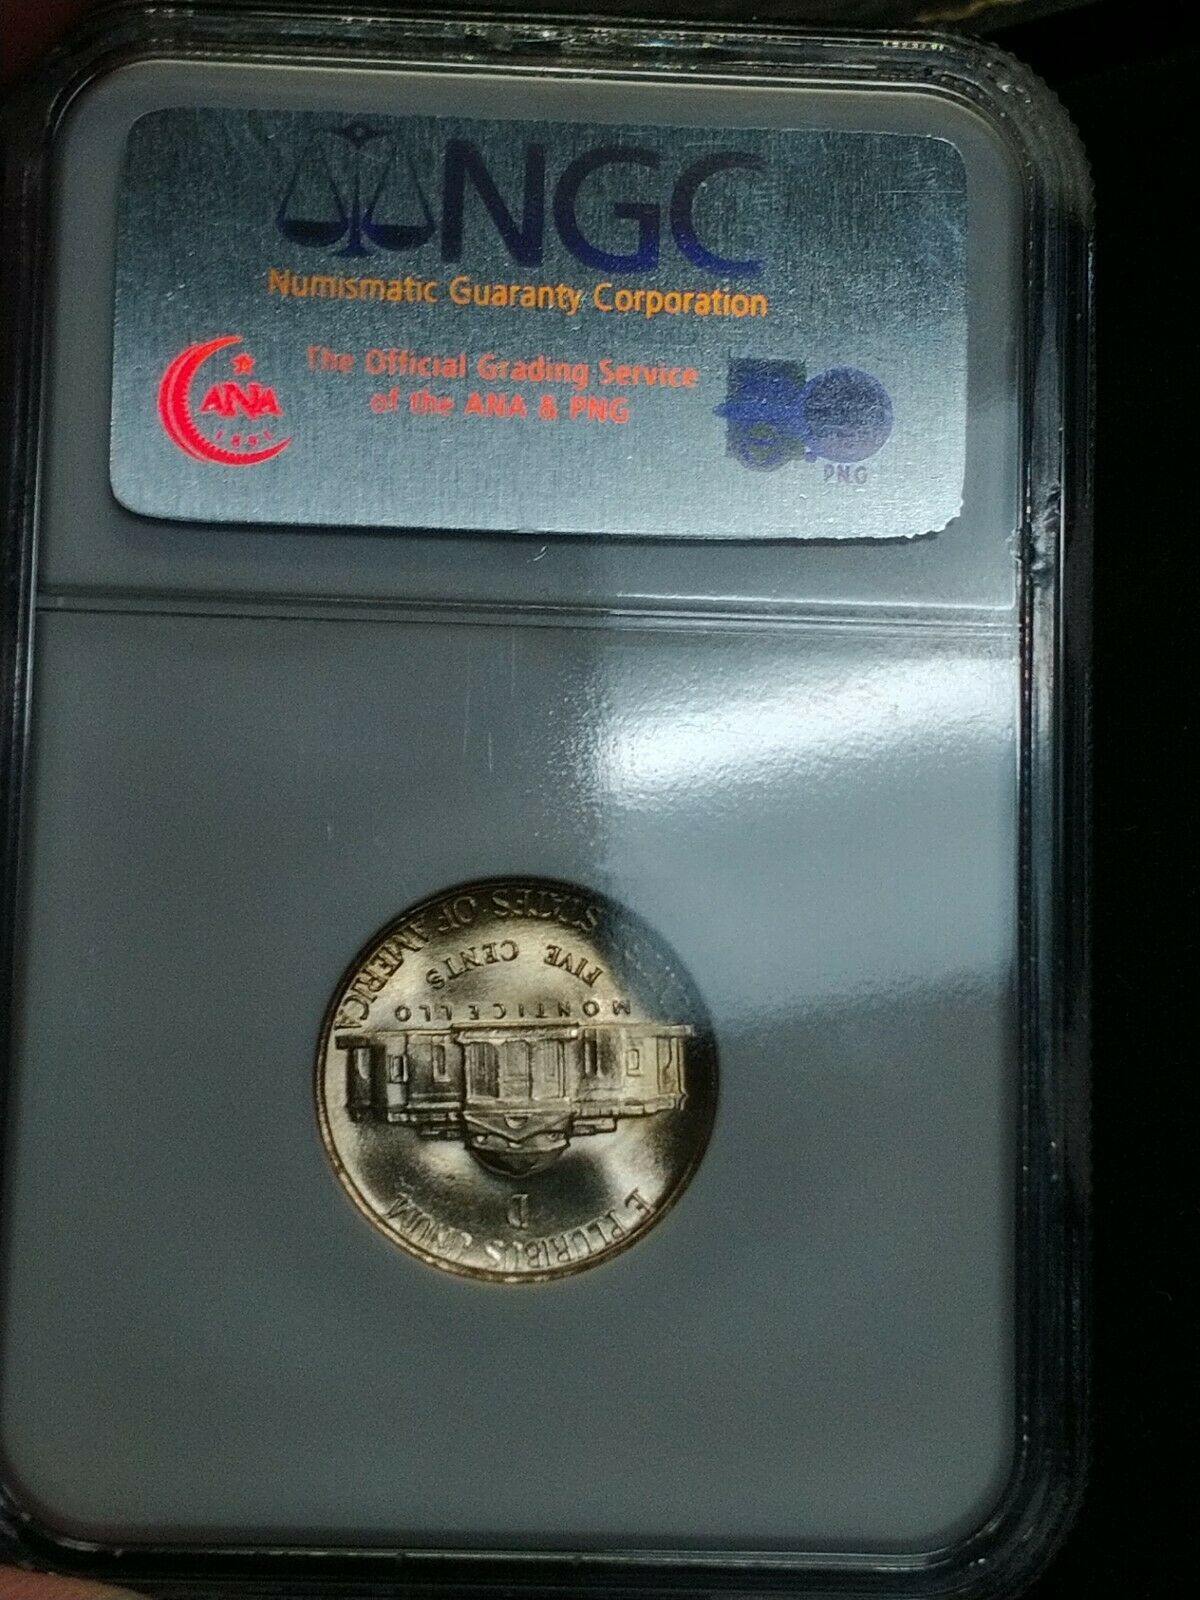 NGC
Numismatic Guaranty Corporation
The Official Grading Service
of the ANA & PNG
ANA
1891
PNG
STATES OF AMERICA
FIVE CENTS
MONTICELLO
D
E PLURIBUS UNUM